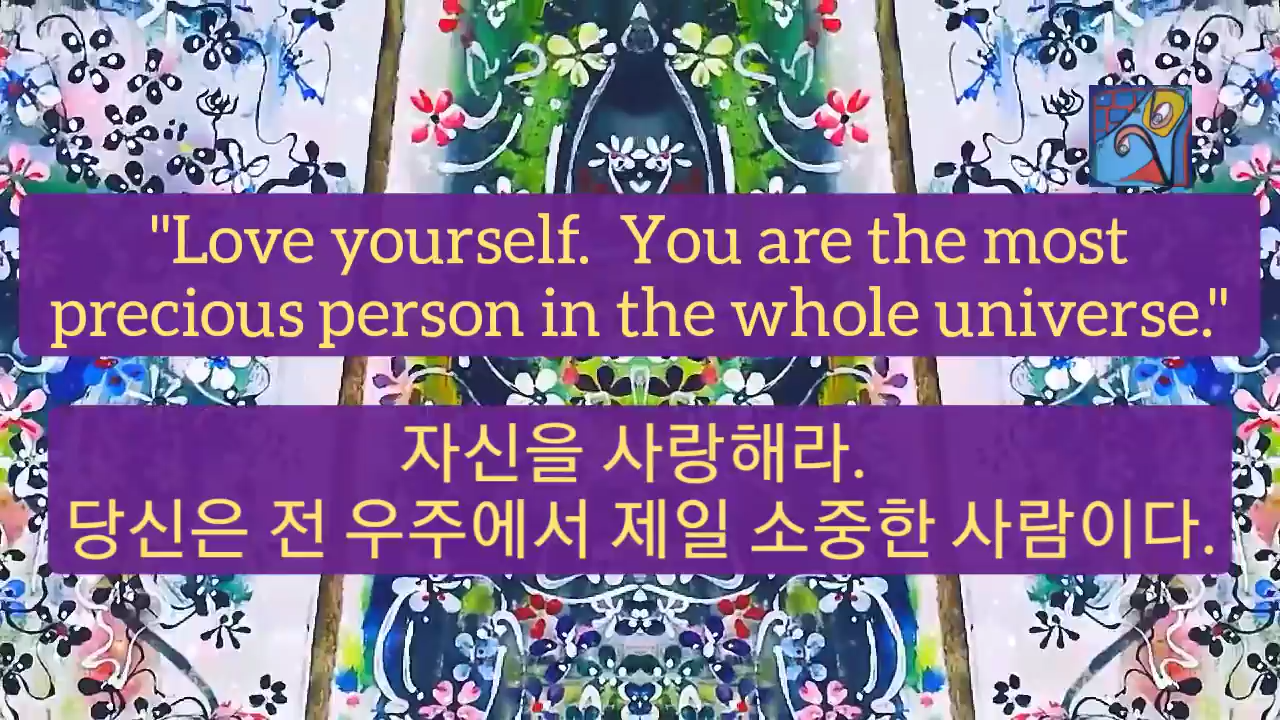 "Love yourself.  You are the most
precious person in the whole universe."
자신을 사랑해라.
당신은 전 우주에서 제일 소중한 사람이다.